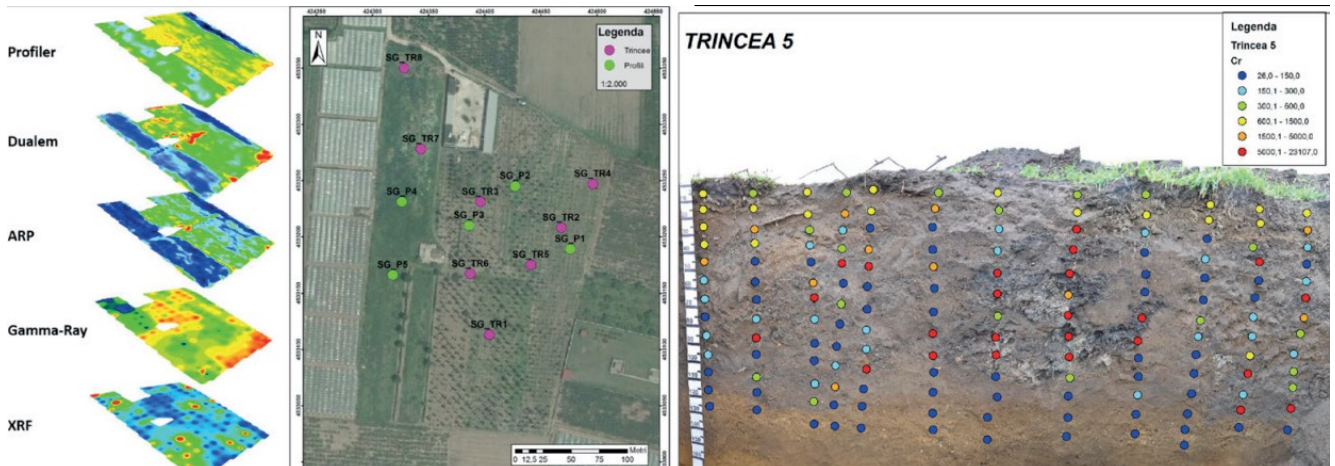 Profiler
Dualem
ARP
Gamma-Ray
XRF
N
Legenda
Trincee
Profili
1:2.000
SG_TR8
SG_TR7
SG_P2
SG_TR4
SG_P4
SG_TR3
SG_P3
SG_TR2
SG_P1
SG_TR5
SG_P5
SG_TR6
SG_TR1
Metri
0 12,5 25 50 75 100
TRINCEA 5
Legenda
Trincea 5
Cr
26,0 - 150,0
150,1 - 300,0
300,1 - 600,0
600,1 - 1500,0
1500,1 - 5000,0
5000,1 - 23107,0